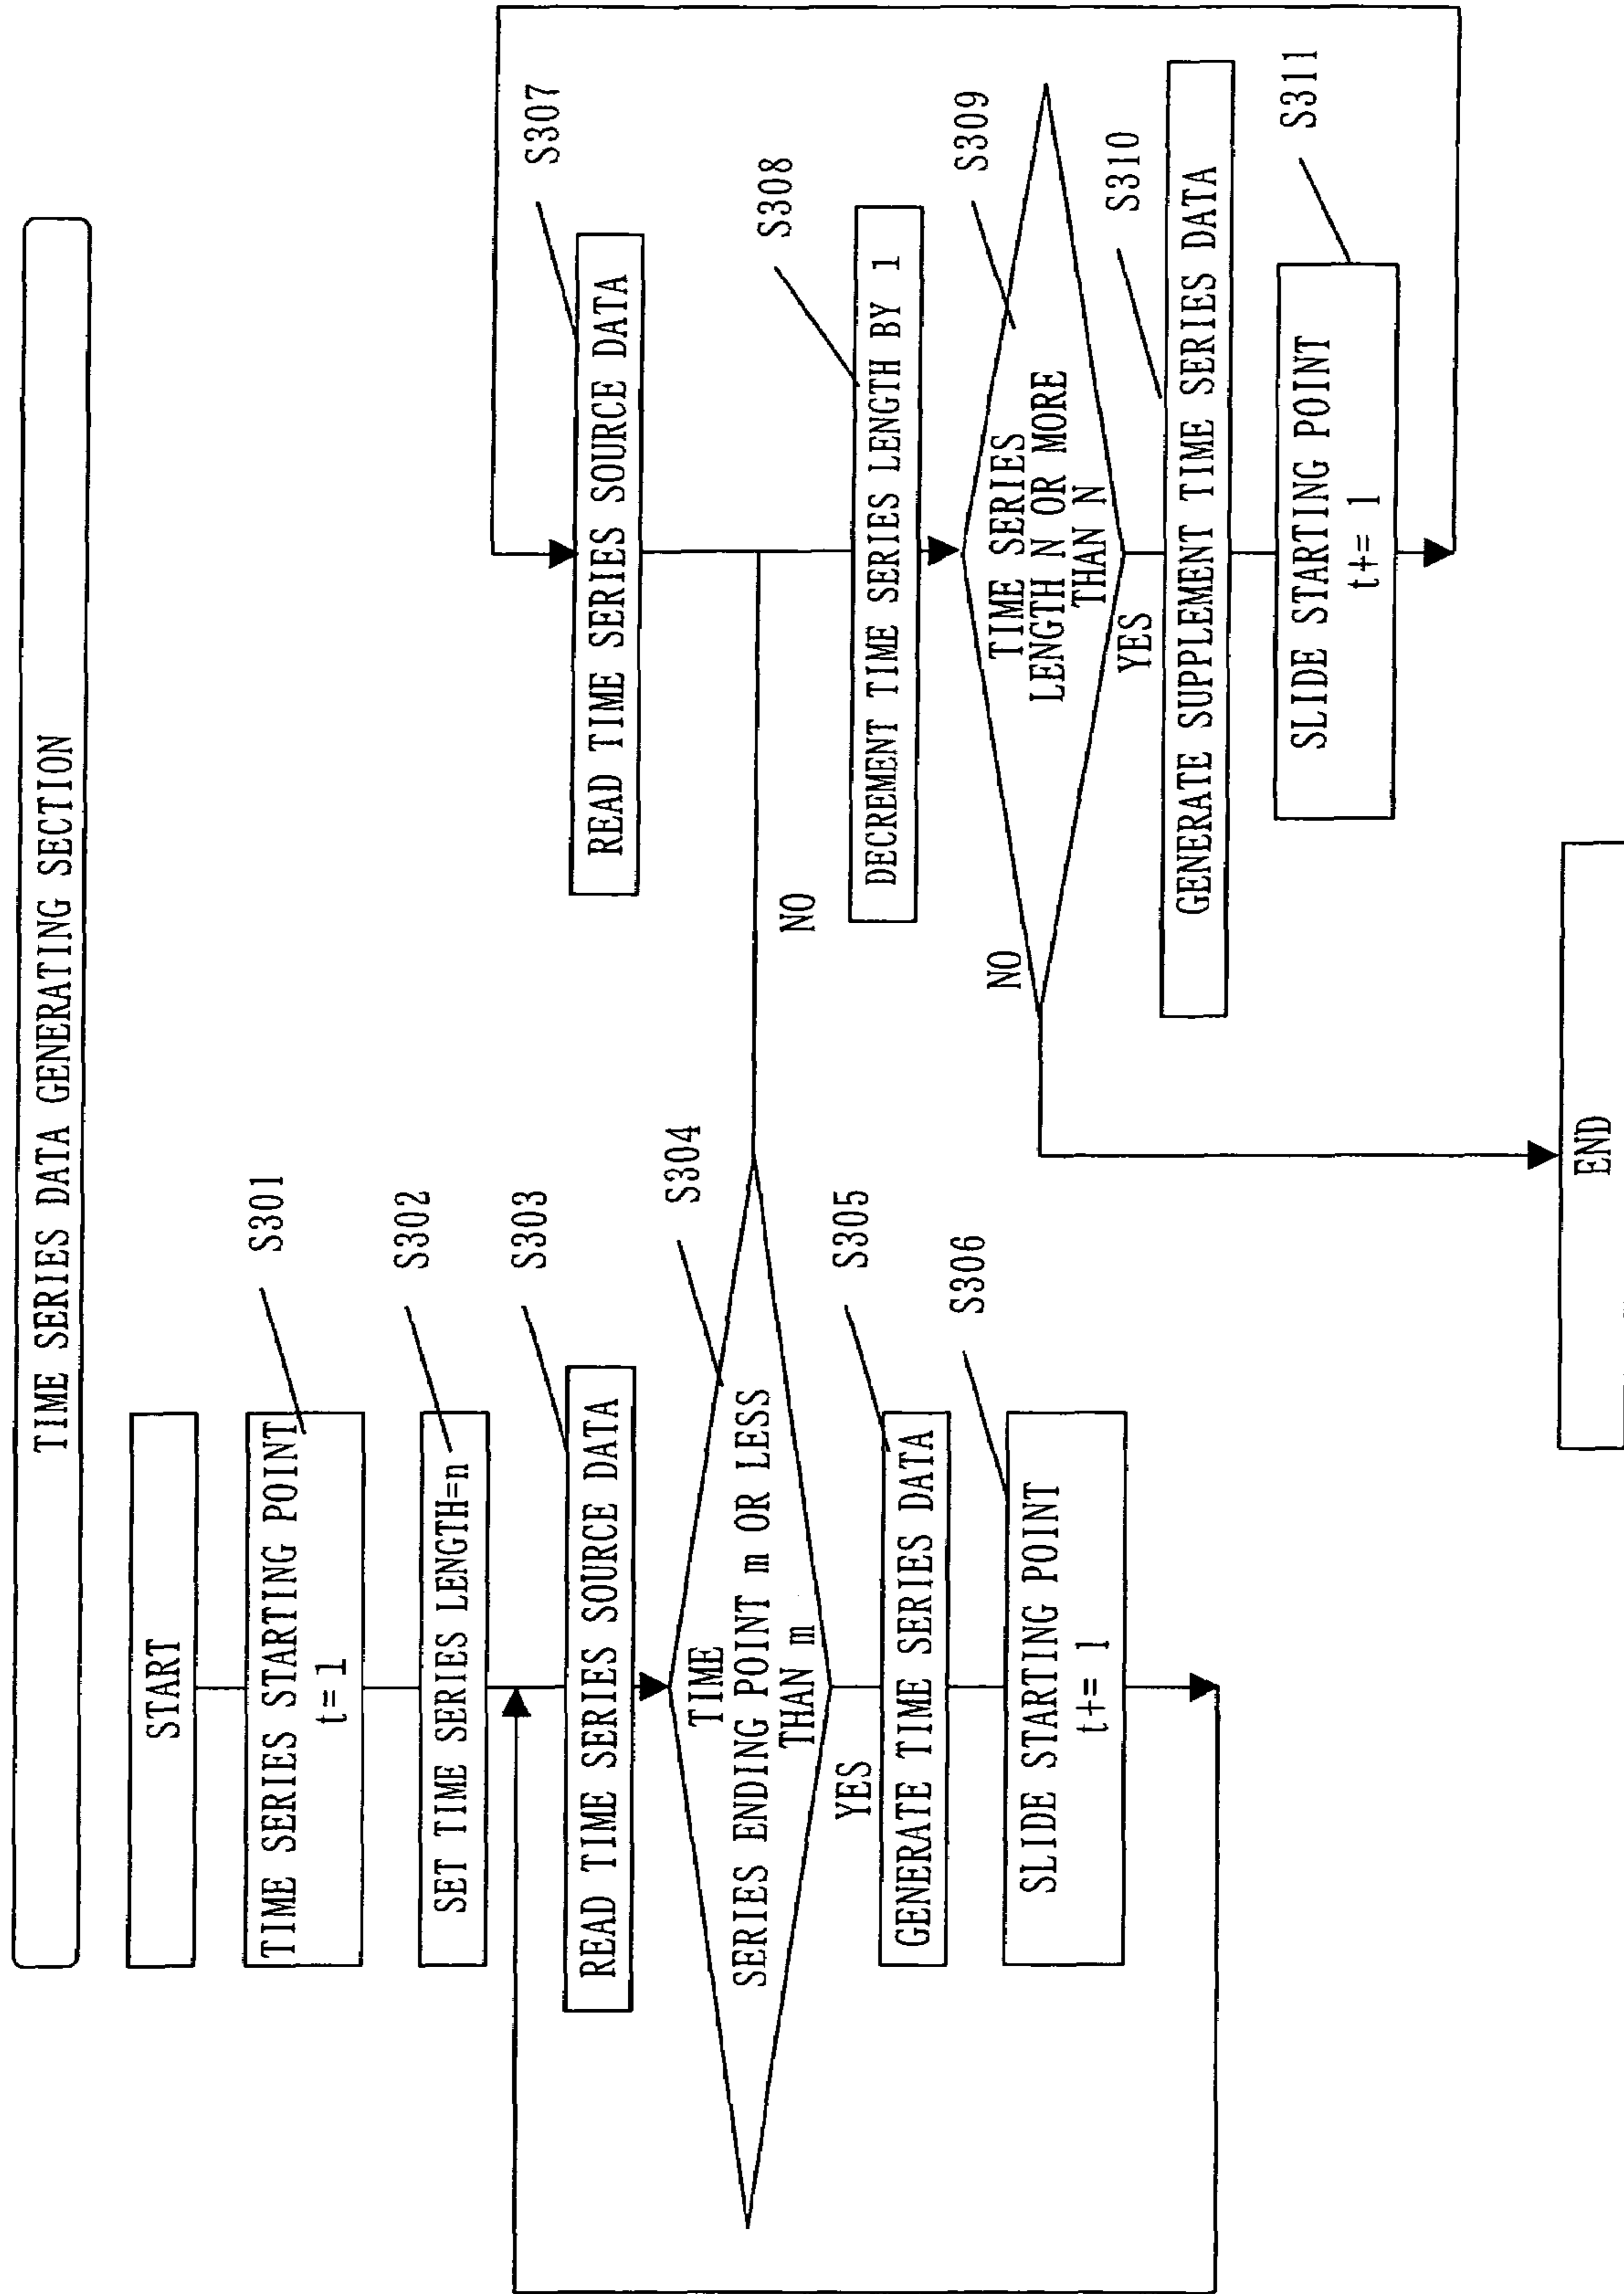 TIME SERIES DATA GENERATING SECTION
START
TIME SERIES STARTING POINT
t= 1
S301
SET TIME SERIES LENGTH=n
S302
READ TIME SERIES SOURCE DATA
S303
TIME
SERIES ENDING POINT m OR LESS
THAN m
S304
NO
YES
GENERATE TIME SERIES DATA
S305
SLIDE STARTING POINT
t+= 1
S306
READ TIME SERIES SOURCE DATA
S307
DECREMENT TIME SERIES LENGTH BY 1
S308
TIME SERIES
LENGTH N OR MORE
THAN N
S309
NO
YES
GENERATE SUPPLEMENT TIME SERIES DATA
S310
SLIDE STARTING POINT
t+= 1
S311
END